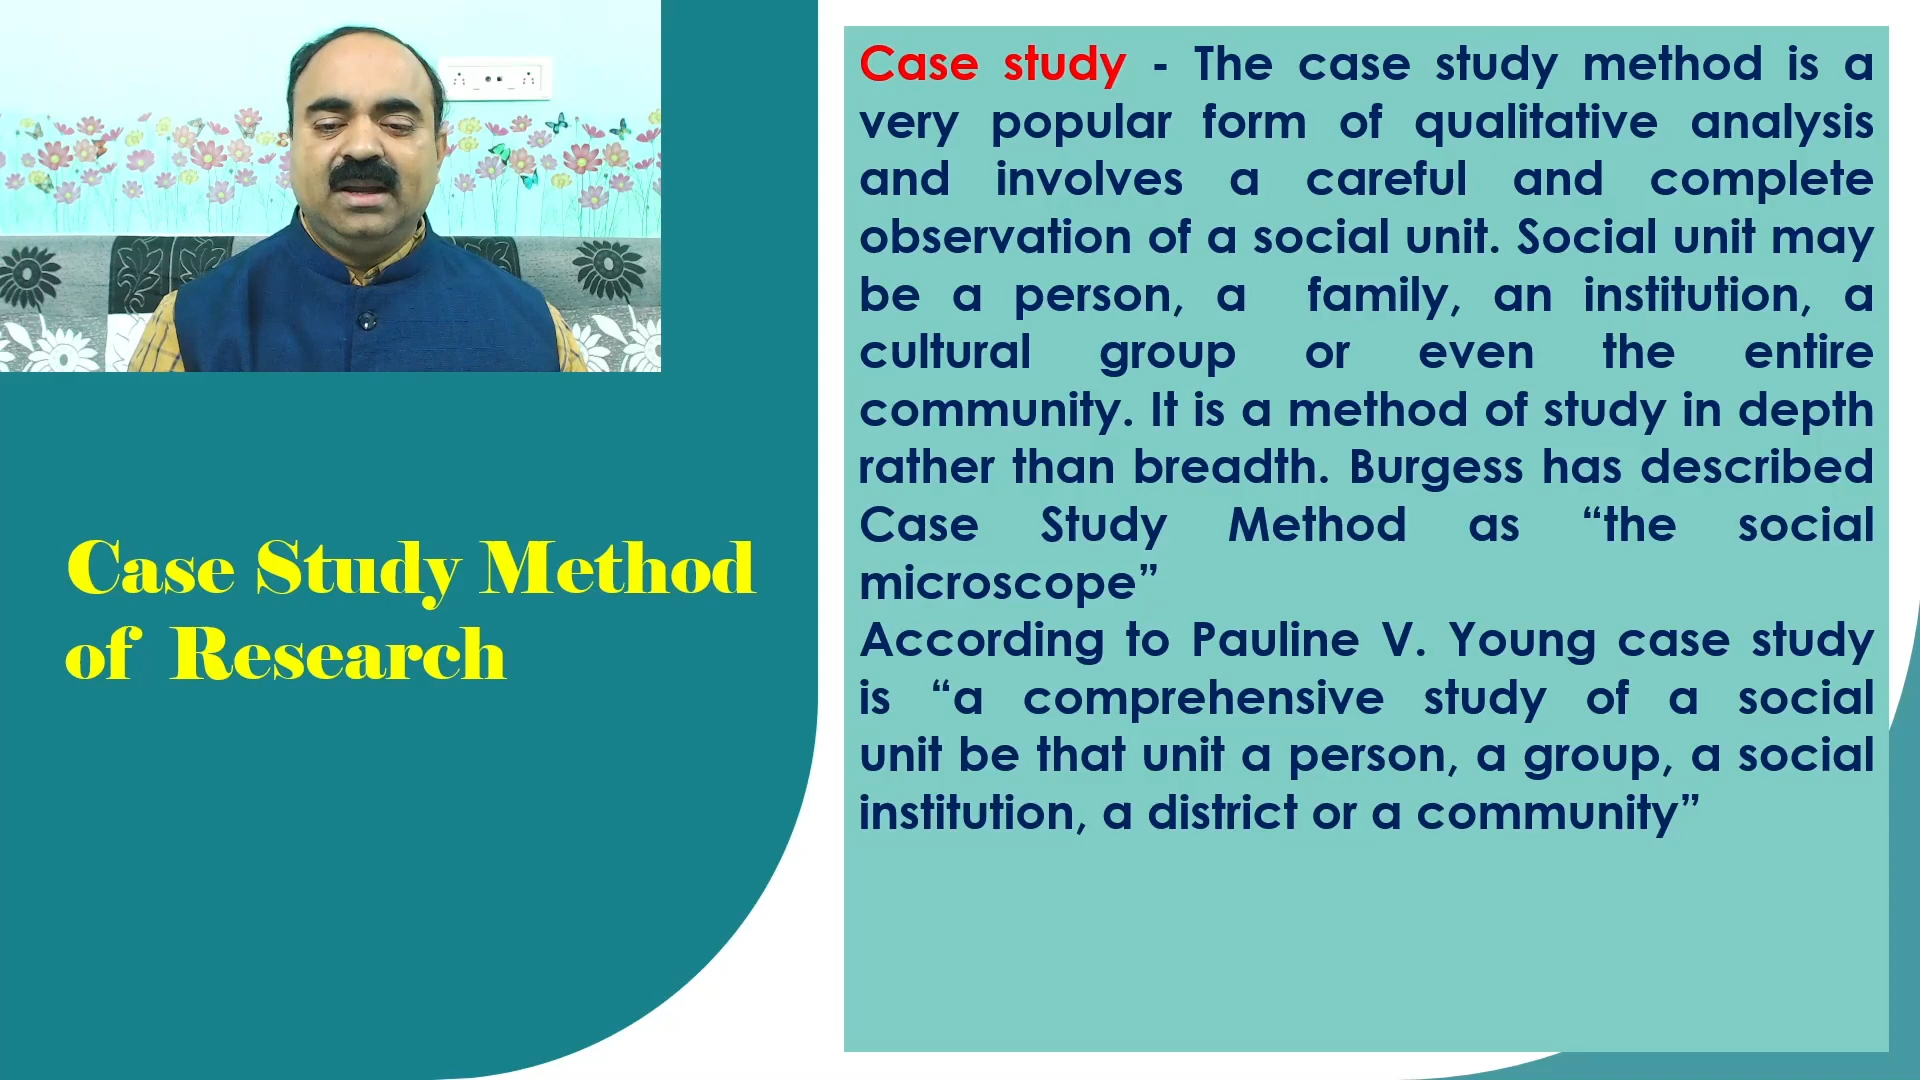 Case Study Method
of Research
Case study - The case study method is a
very popular form of qualitative analysis
and involves a careful and complete
observation of a social unit. Social unit may
be a person, a family, an institution, a
cultural group or even the entire
community. It is a method of study in depth
rather than breadth. Burgess has described
Case Study Method as “the social
microscope”
According to Pauline V. Young case study
is “a comprehensive study of a social
unit be that unit a person, a group, a social
institution, a district or a community”